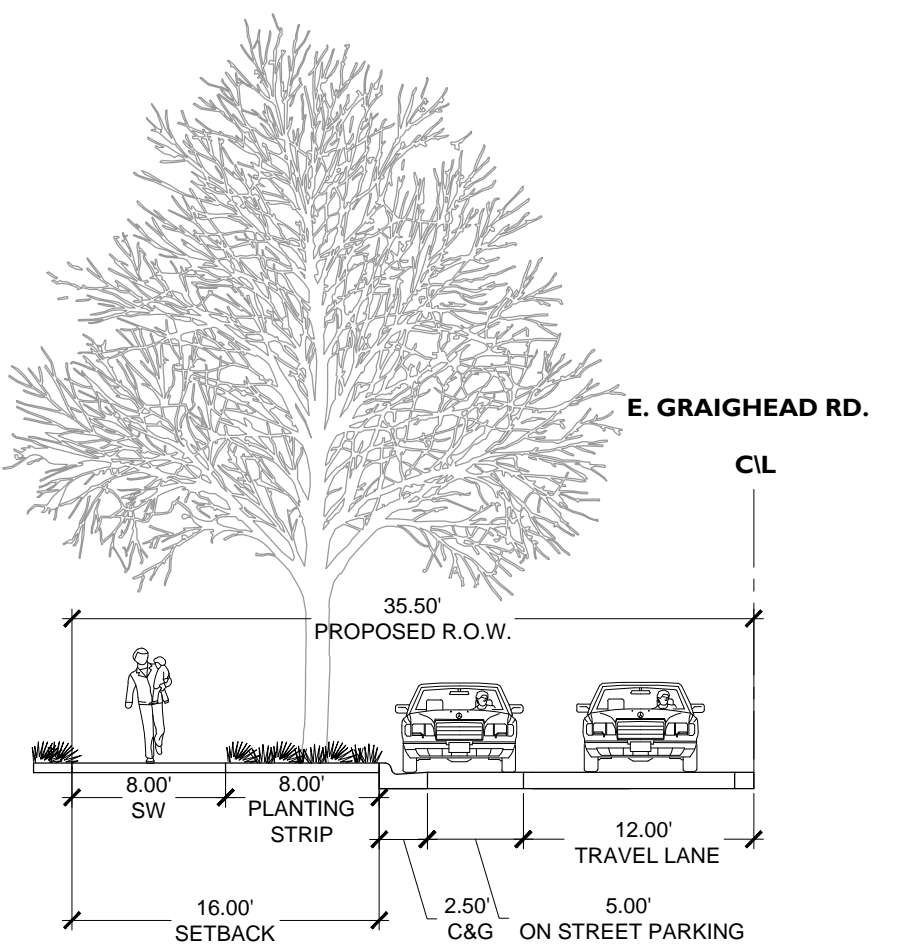 E. GRAIGHEAD RD.
C\L
35.50'
PROPOSED R.O.W.
8.00'
SW
8.00'
PLANTING
STRIP
12.00'
TRAVEL LANE
16.00'
SETBACK
2.50'
C&G
5.00'
ON STREET PARKING